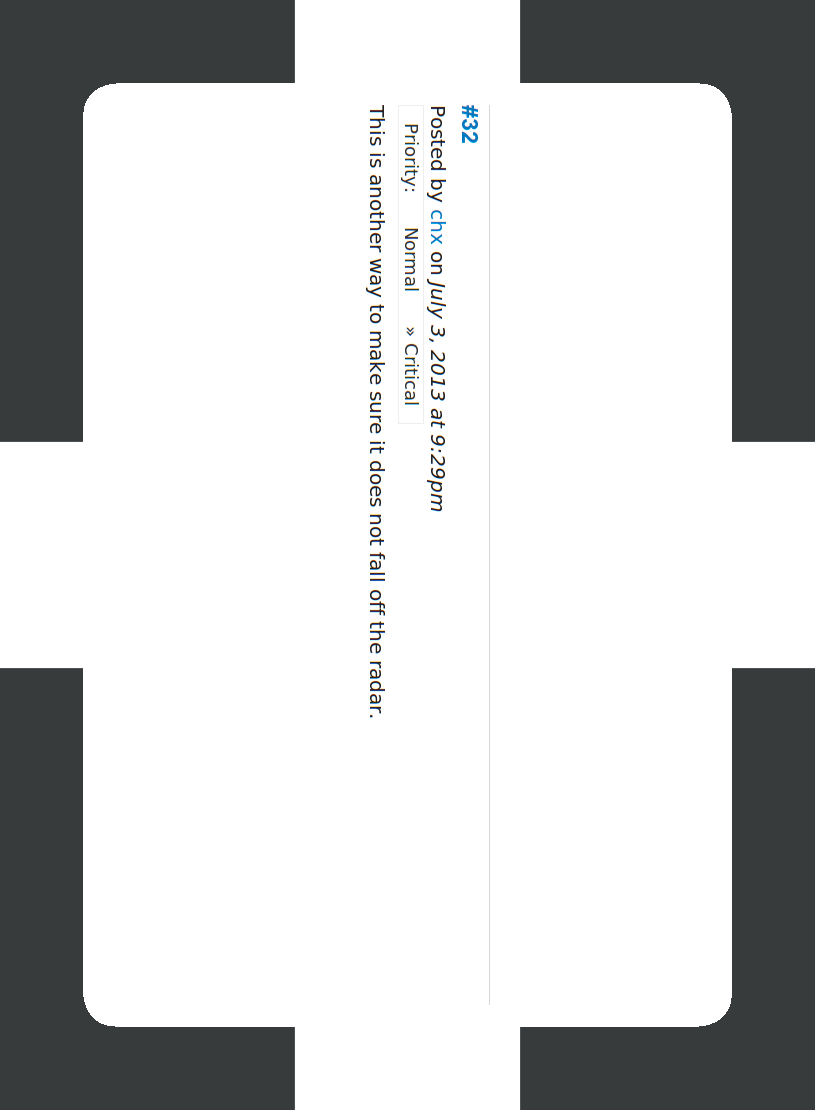 #32
Posted by chx on July 3, 2013 at 9:29pm
Priority: Normal » Critical
This is another way to make sure it does not fall off the radar.